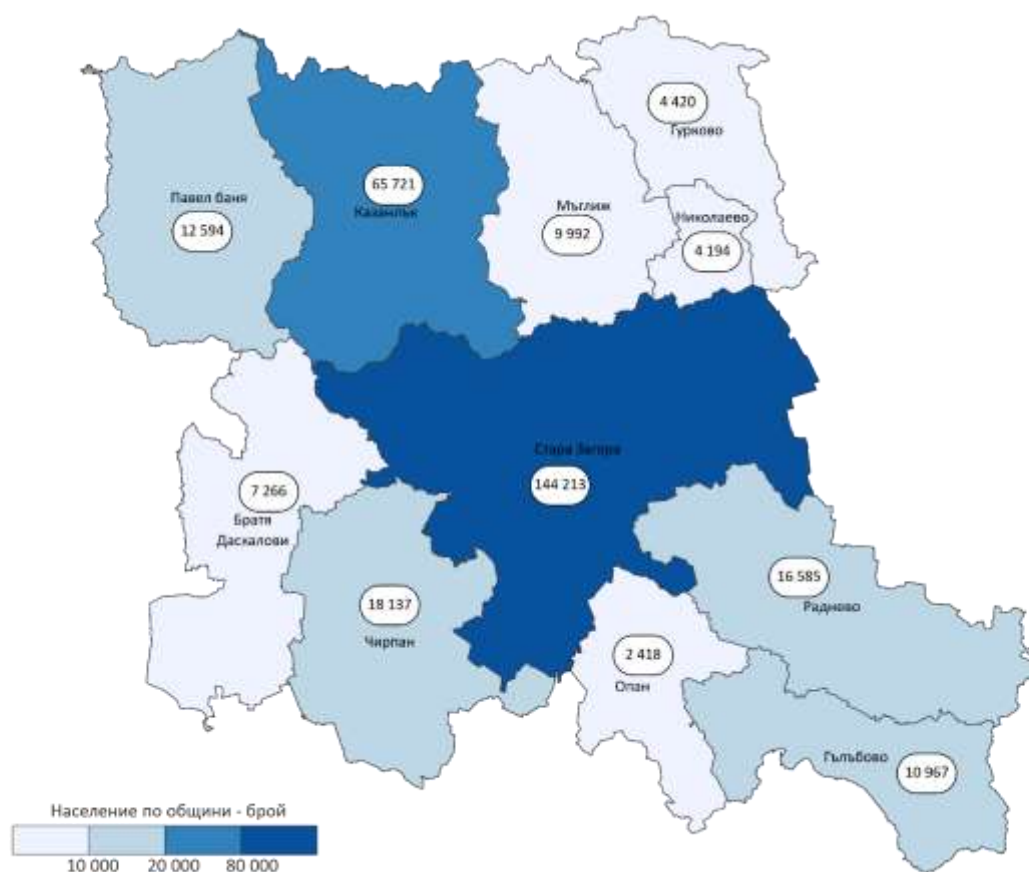 4 420
Гурково
65 721
Казанлък
Павел баня
12 594
Мъглиж
9 992
Николаево
4 194
Стара Загора
144 213
7 266
Братя
Даскалови
18 137
Чирпан
16 585
Раднево
2 418
Опан
Гълъбово
10 967
Население по общини - брой
10 000 20 000 80 000